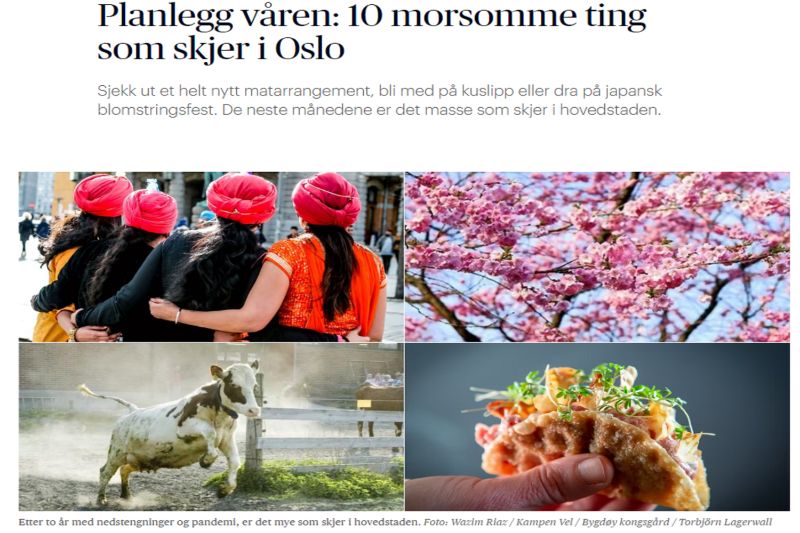 Planlegg våren: 10 morsomme ting
som skjer i Oslo
Sjekk ut et helt nytt matarrangement, bli med på kuslipp eller dra på japansk
blomstringsfest. De neste månedene er det masse som skjer i hovedstaden.
Etter to år med nedstengninger og pandemi, er det mye som skjer i hovedstaden. Foto: Wazim Riaz / Kampen Vel / Bygdøy kongsgård / Torbjörn Lagerwall